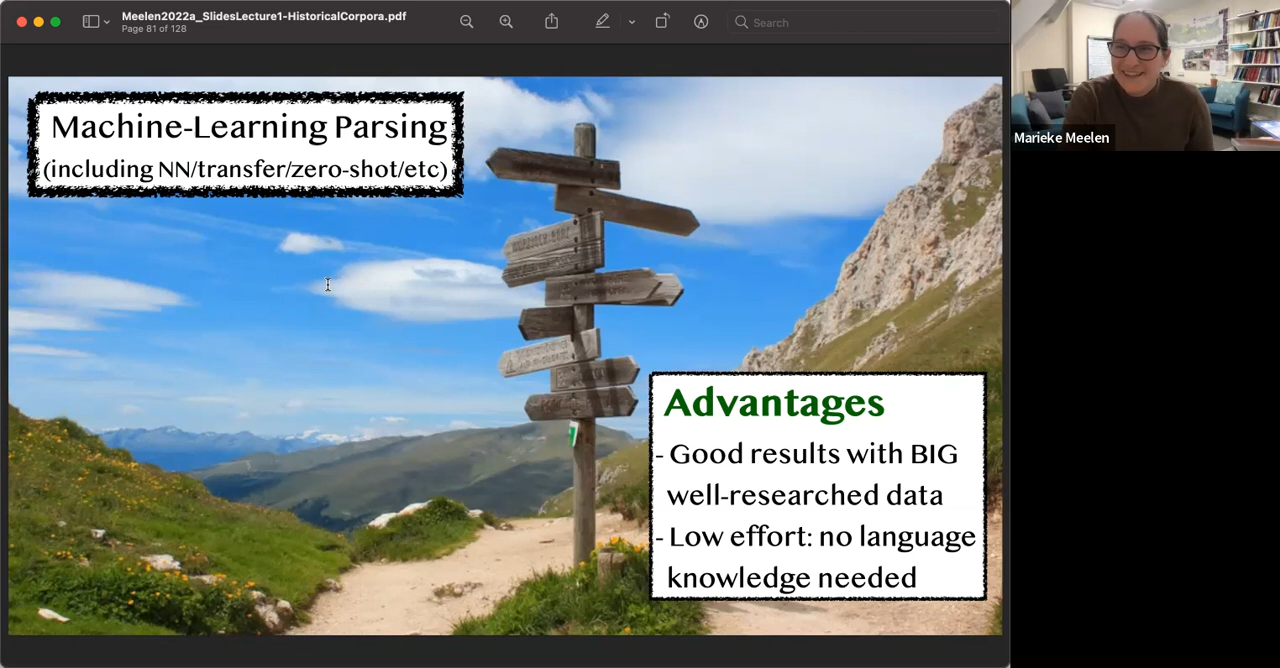 Meelen2022a_SlidesLecture1-HistoricalCorpora.pdf
Page 81 of 128
Search
Machine-Learning Parsing
(including NN/transfer/zero-shot/etc)
Advantages
- Good results with BIG
well-researched data
- Low effort: no language
knowledge needed
Marieke Meelen